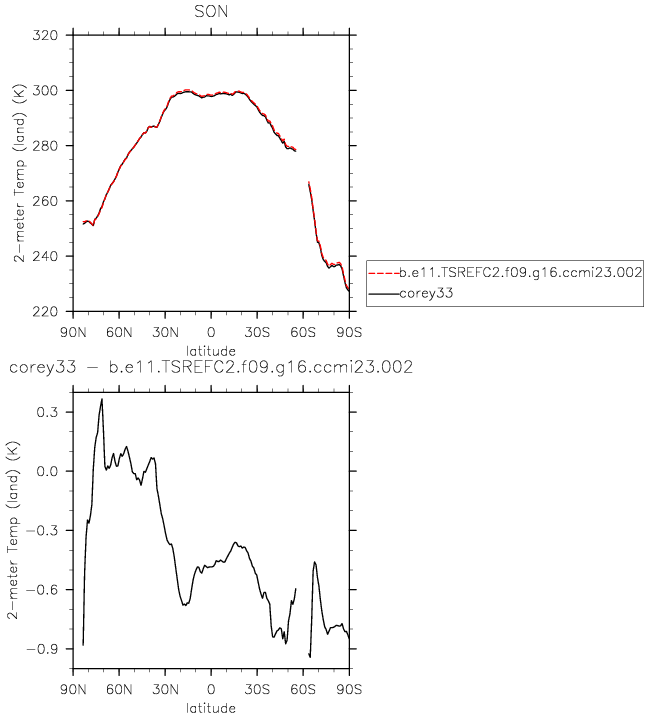 SON
320
300
280
260
240
220
2-meter Temp (land) (K)
90N 60N 30N 0 30S 60S 90S
latitude
b.e11.TSREFC2.f09.g16.ccmi23.002
corey33
corey33 - b.e11.TSREFC2.f09.g16.ccmi23.002
0.3
0.0
-0.3
-0.6
-0.9
2-meter Temp (land) (K)
90N 60N 30N 0 30S 60S 90S
latitude